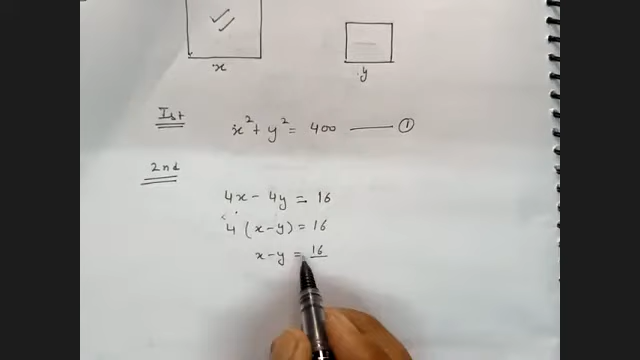 x
y
Ist
x² + y² = 400 —— ①
2nd
4x - 4y = 16
4 (x-y) = 16
x-y = 16